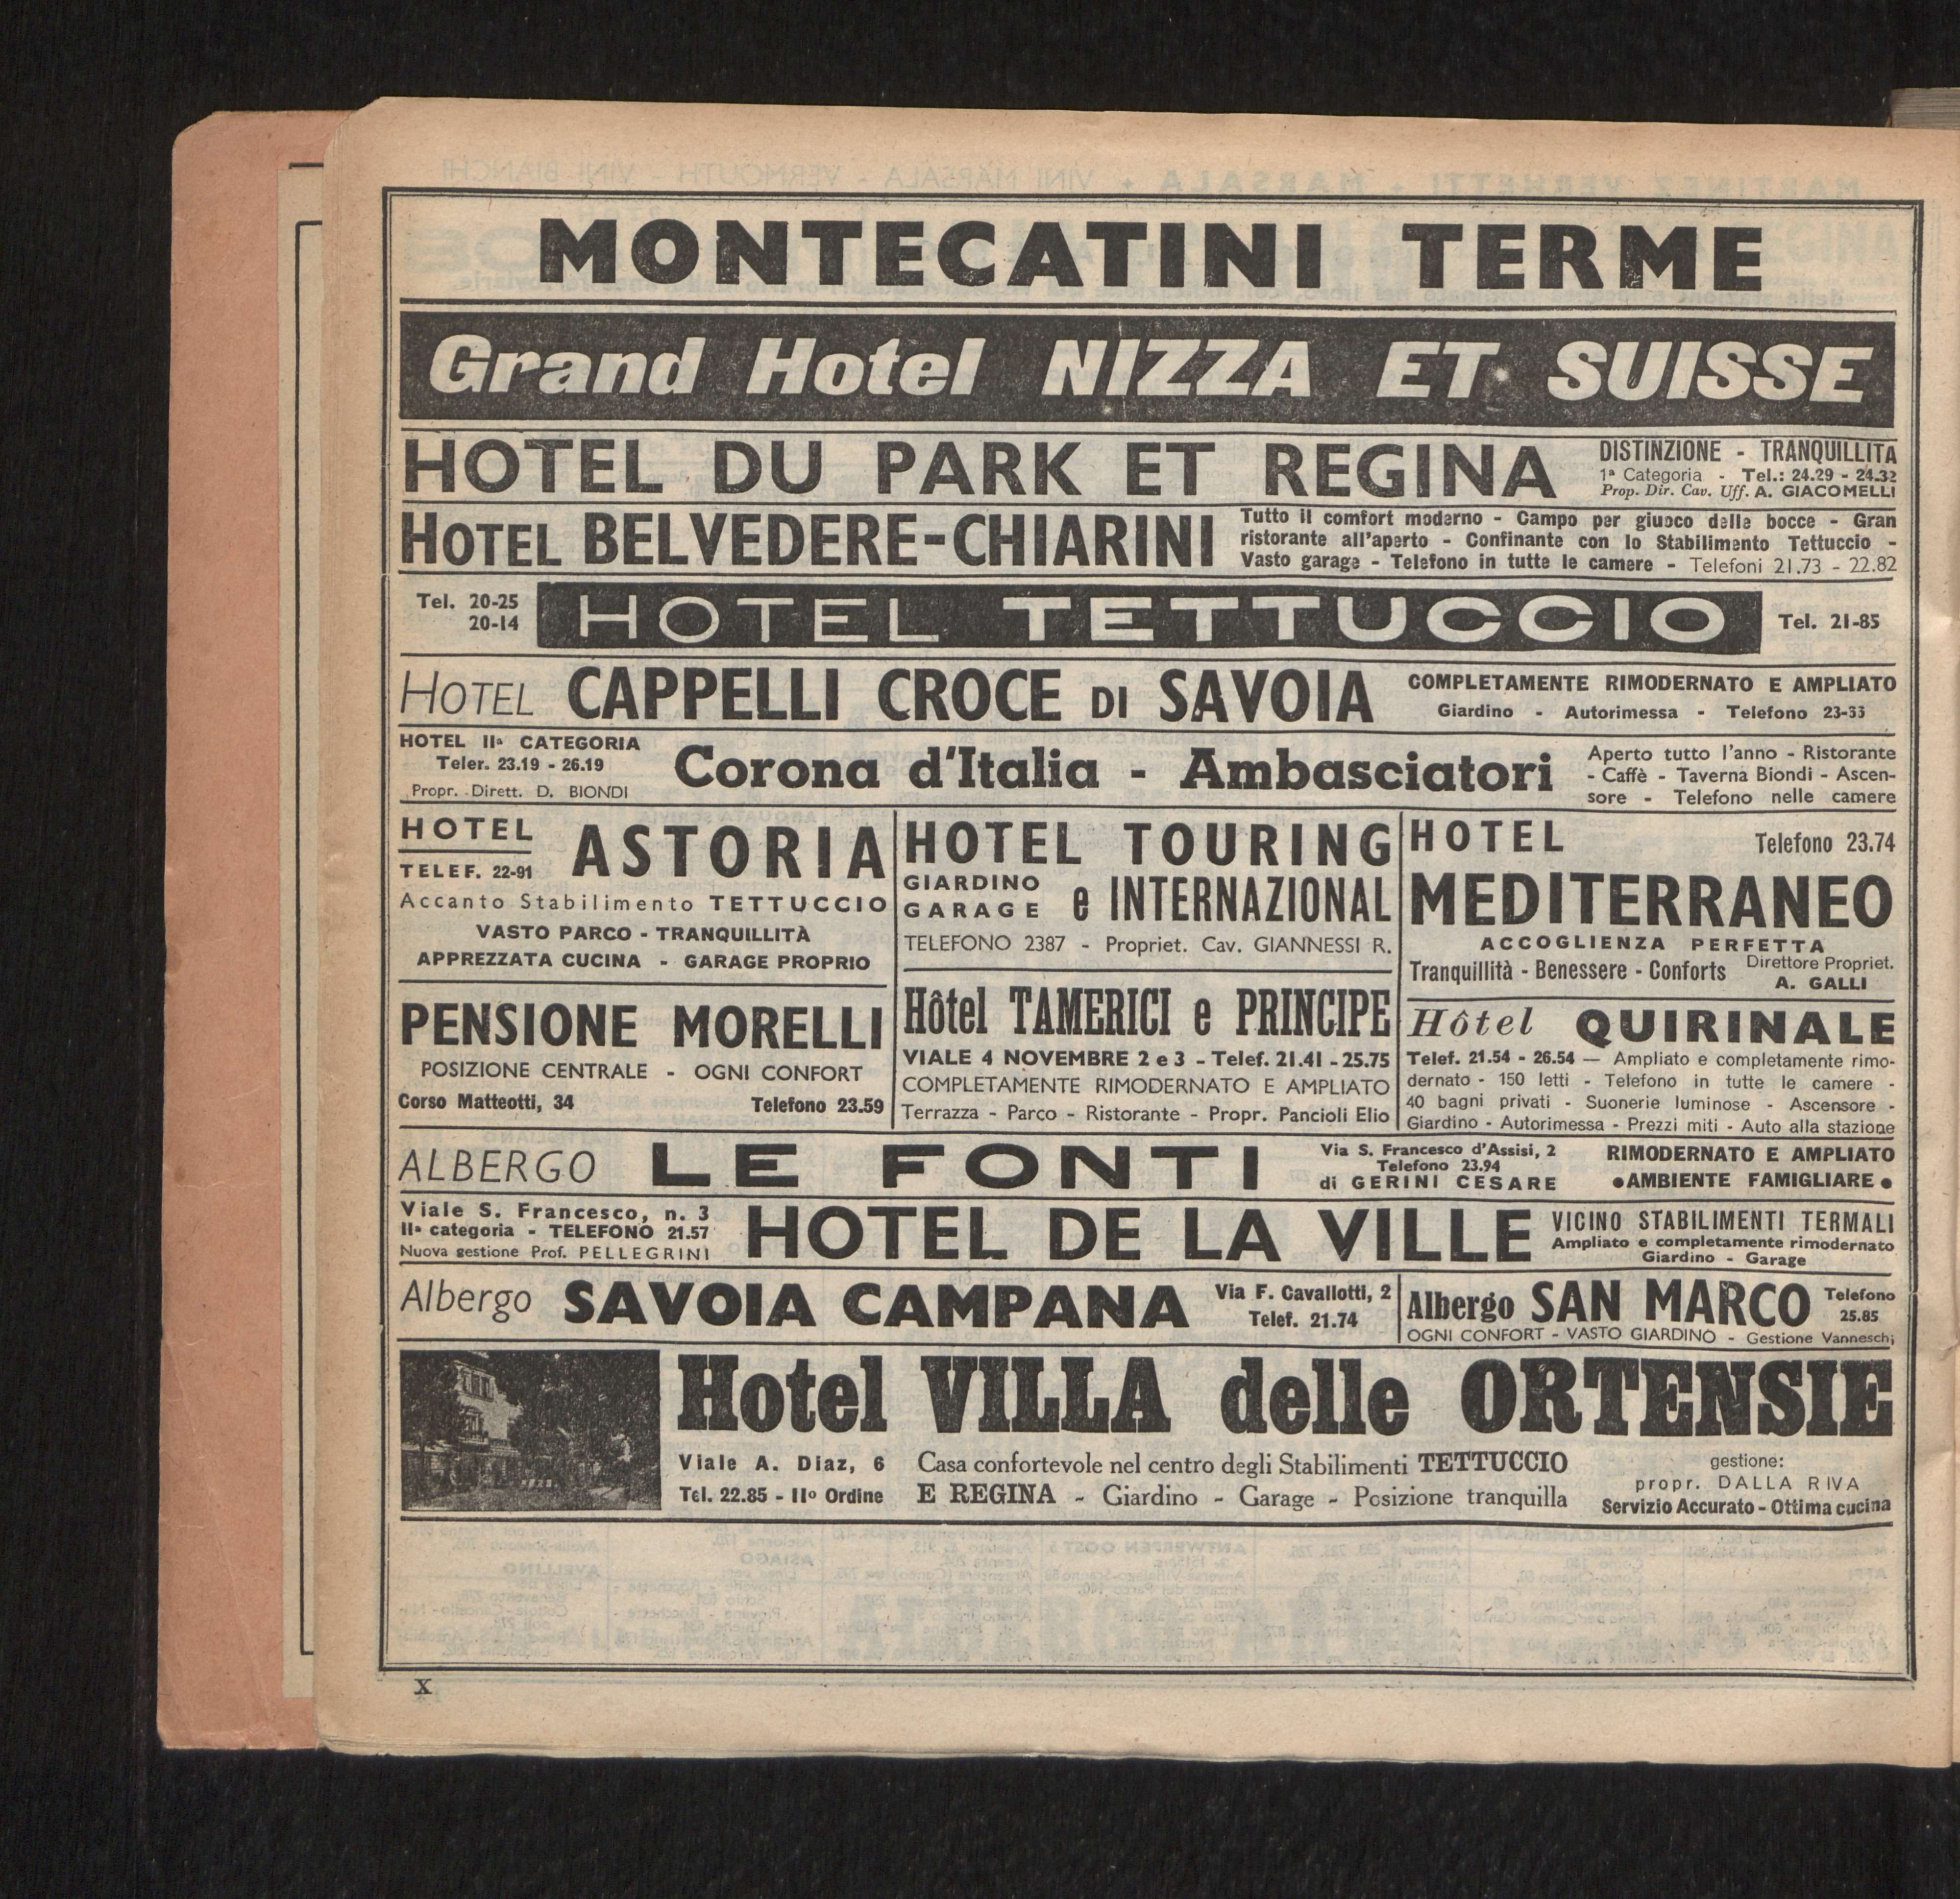 MONTECATINI TERME
Grand Hotel NIZZA ET SUISSE
HOTEL DU PARK ET REGINA
DISTINZIONE - TRANQUILLITA
1ª Categoria - Tel.: 24.29 - 24.32
Prop. Dir. Cav. Uff. A. GIACOMELLI
HOTEL BELVEDERE-CHIARINI
Tutto il comfort moderno - Campo per giuoco delle bocce - Gran
ristorante all'aperto - Confinante con lo Stabilimento Tettuccio -
Vasto garage - Telefono in tutte le camere - Telefoni 21.73 - 22.82
Tel. 20-25
20-14
HOTEL TETTUCCIO
Tel. 21-85
HOTEL CAPPELLI CROCE DI SAVOIA
COMPLETAMENTE RIMODERNATO E AMPLIATO
Giardino - Autorimessa - Telefono 23-33
HOTEL IIª CATEGORIA
Teler. 23.19 - 26.19
Propr. Dirett. D. BIONDI
Corona d'Italia - Ambasciatori
Aperto tutto l'anno - Ristorante
- Caffè - Taverna Biondi - Ascen-
sore - Telefono nelle camere
HOTEL
TELEF. 22-91
ASTORIA
Accanto Stabilimento TETTUCCIO
VASTO PARCO - TRANQUILLITÀ
APPREZZATA CUCINA - GARAGE PROPRIO
PENSIONE MORELLI
POSIZIONE CENTRALE - OGNI CONFORT
Corso Matteotti, 34 Telefono 23.59
HOTEL TOURING
GIARDINO
GARAGE
e INTERNAZIONAL
TELEFONO 2387 - Propriet. Cav. GIANNESSI R.
Hôtel TAMERICI e PRINCIPE
VIALE 4 NOVEMBRE 2 e 3 - Telef. 21.41 - 25.75
COMPLETAMENTE RIMODERNATO E AMPLIATO
Terrazza - Parco - Ristorante - Propr. Pancioli Elio
HOTEL Telefono 23.74
MEDITERRANEO
ACCOGLIENZA PERFETTA
Tranquillità - Benessere - Conforts
Direttore Propriet.
A. GALLI
Hôtel QUIRINALE
Telef. 21.54 - 26.54 — Ampliato e completamente rimo-
dernato - 150 letti - Telefono in tutte le camere -
40 bagni privati - Suonerie luminose - Ascensore -
Giardino - Autorimessa - Prezzi miti - Auto alla stazione
ALBERGO LE FONTI
Via S. Francesco d'Assisi, 2
Telefono 23.94
di GERINI CESARE
RIMODERNATO E AMPLIATO
•AMBIENTE FAMIGLIARE•
Viale S. Francesco, n. 3
IIª categoria - TELEFONO 21.57
Nuova gestione Prof. PELLEGRINI
HOTEL DE LA VILLE
VICINO STABILIMENTI TERMALI
Ampliato e completamente rimodernato
Giardino - Garage
Albergo SAVOIA CAMPANA
Via F. Cavallotti, 2
Telef. 21.74
Albergo SAN MARCO
Telefono
25.85
OGNI CONFORT - VASTO GIARDINO - Gestione Vanneschi
Hotel VILLA delle ORTENSIE
Viale A. Diaz, 6
Tel. 22.85 - IIº Ordine
Casa confortevole nel centro degli Stabilimenti TETTUCCIO
E REGINA - Giardino - Garage - Posizione tranquilla
gestione:
propr. DALLA RIVA
Servizio Accurato - Ottima cucina
X